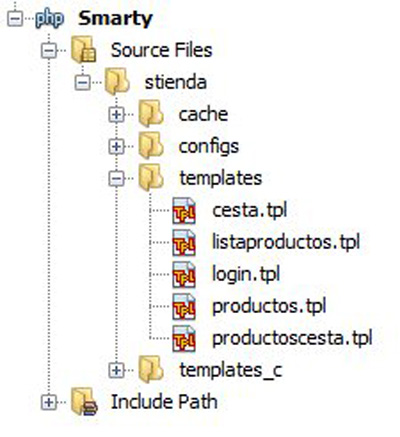 php Smarty
Source Files
stienda
cache
configs
templates
TPL cesta.tpl
TPL listaproductos.tpl
TPL login.tpl
TPL productos.tpl
TPL productoscesta.tpl
templates_c
Include Path